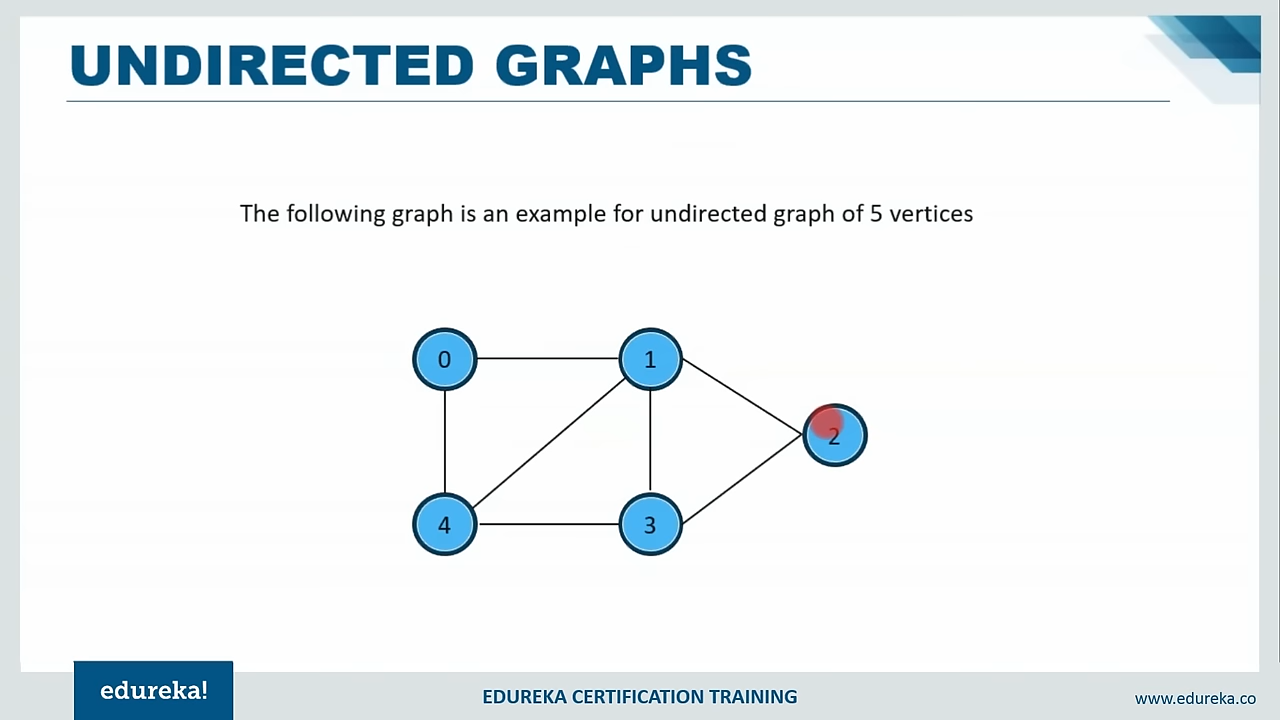 UNDIRECTED GRAPHS
The following graph is an example for undirected graph of 5 vertices
0
1
2
4
3
edureka!
EDUREKA CERTIFICATION TRAINING
www.edureka.co